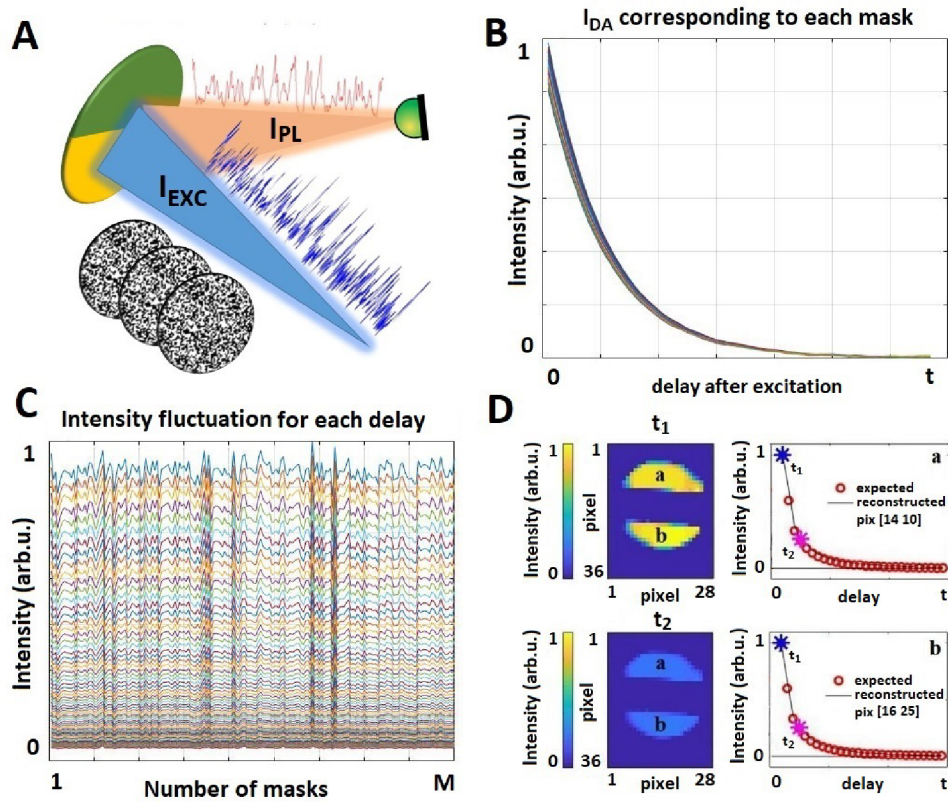 A
I_PL
I_EXC
B
I_DA corresponding to each mask
Intensity (arb.u.)
1
0
0
t
delay after excitation
C
Intensity fluctuation for each delay
Intensity (arb.u.)
1
0
1
M
Number of masks
D
t1
Intensity (arb.u.)
1
0
pixel
1
36
a
b
1
28
pixel
Intensity (arb.u.)
1
0
a
t1
t2
expected
reconstructed
pix [14 10]
0
t
delay
t2
Intensity (arb.u.)
1
0
pixel
1
36
a
b
1
28
pixel
Intensity (arb.u.)
1
0
b
t1
t2
expected
reconstructed
pix [16 25]
0
t
delay